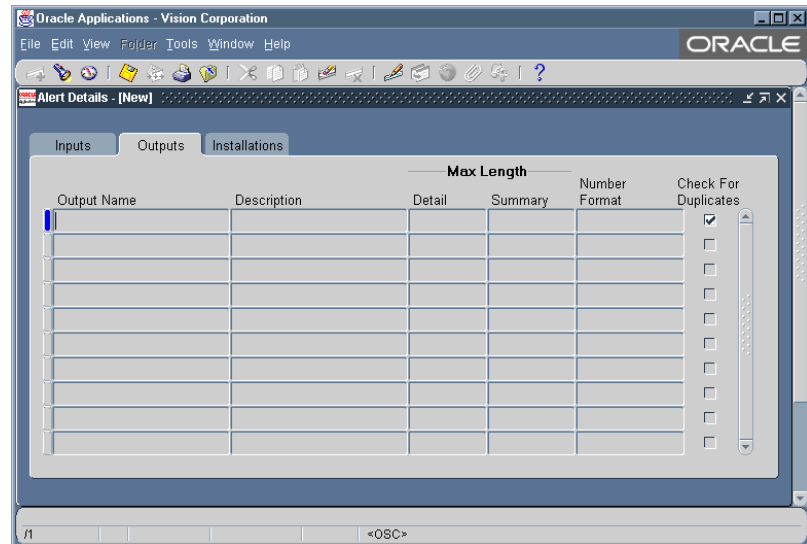 Oracle Applications - Vision Corporation
File Edit View Folder Tools Window Help
ORACLE
?
Alert Details - [New]
Inputs Outputs Installations
Max Length
Output Name Description Detail Summary Number Format Check For Duplicates
/1 <OSC>